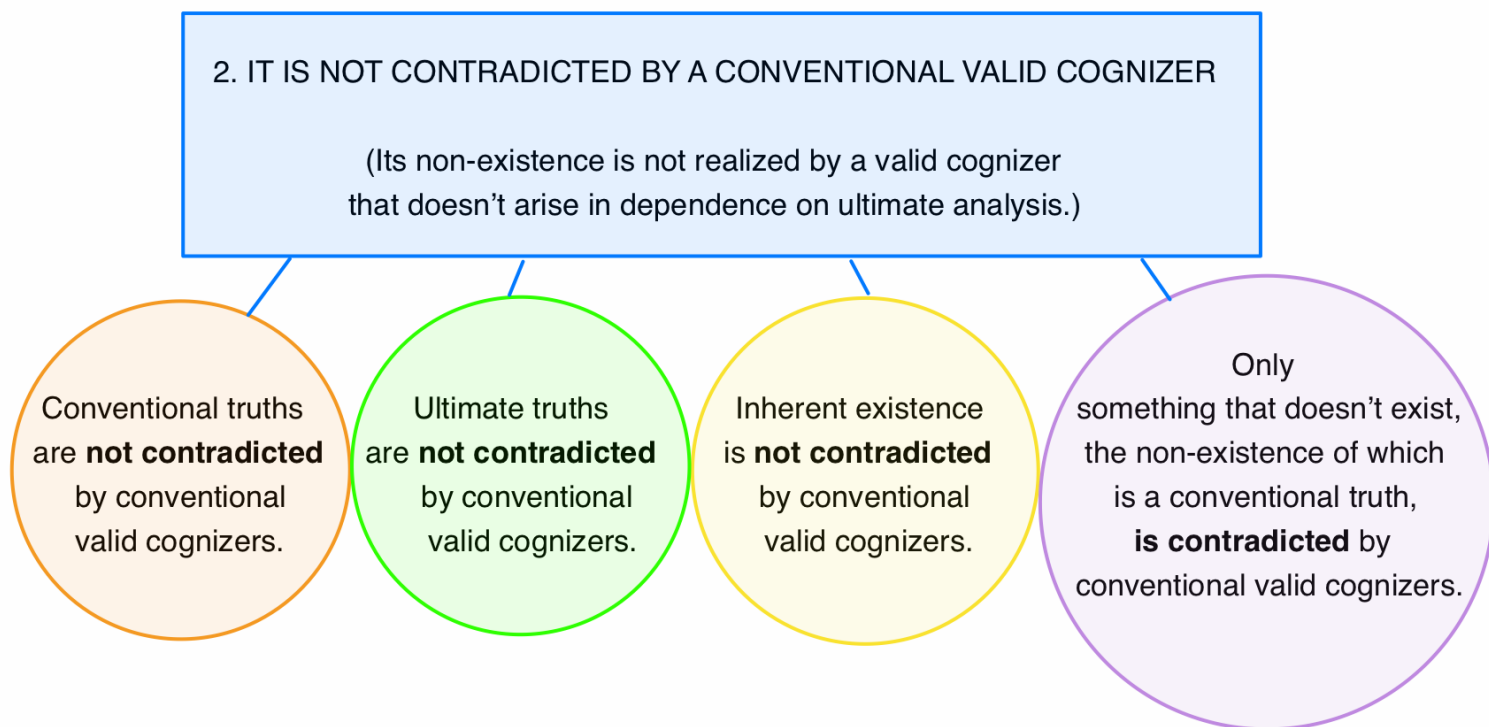 2. IT IS NOT CONTRADICTED BY A CONVENTIONAL VALID COGNIZER
(Its non-existence is not realized by a valid cognizer
that doesn’t arise in dependence on ultimate analysis.)
Conventional truths
are not contradicted
by conventional
valid cognizers.
Ultimate truths
are not contradicted
by conventional
valid cognizers.
Inherent existence
is not contradicted
by conventional
valid cognizers.
Only
something that doesn’t exist,
the non-existence of which
is a conventional truth,
is contradicted by
conventional valid cognizers.